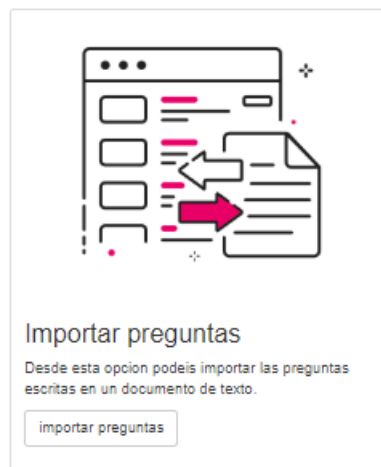 Importar preguntas
Desde esta opcion podeis importar las preguntas
escritas en un documento de texto.
importar preguntas